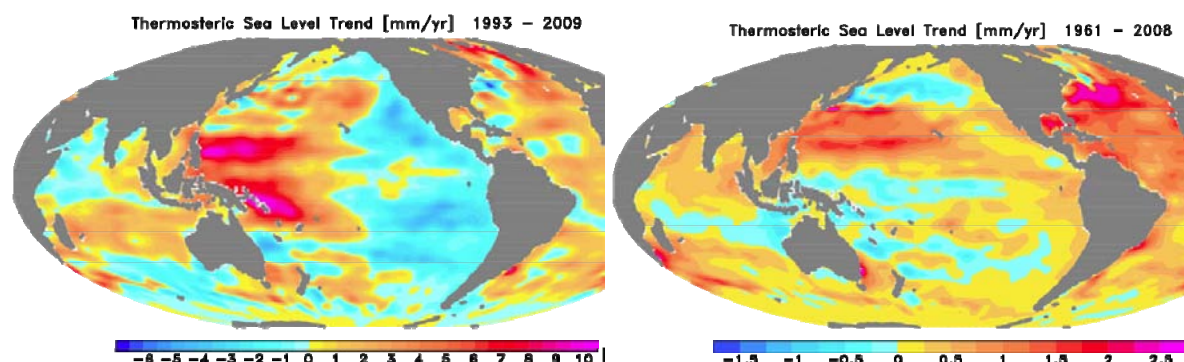 Thermosteric Sea Level Trend [mm/yr] 1993 – 2009
Thermosteric Sea Level Trend [mm/yr] 1961 – 2008
-6 -5 -4 -3 -2 -1 0 1 2 3 4 5 6 7 8 9 10
-1.5 -1 -0.5 0 0.5 1 1.5 2 2.5